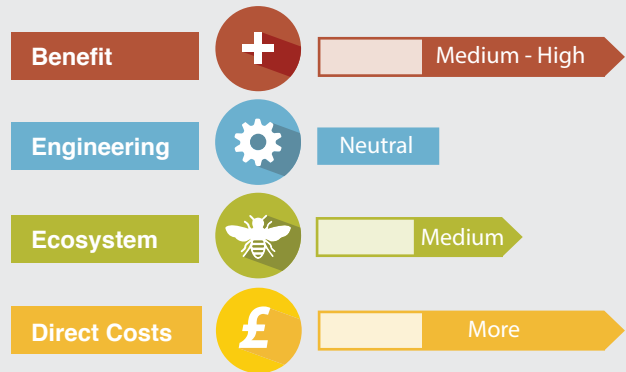 Benefit
Medium - High
Engineering
Neutral
Ecosystem
Medium
Direct Costs
£
More